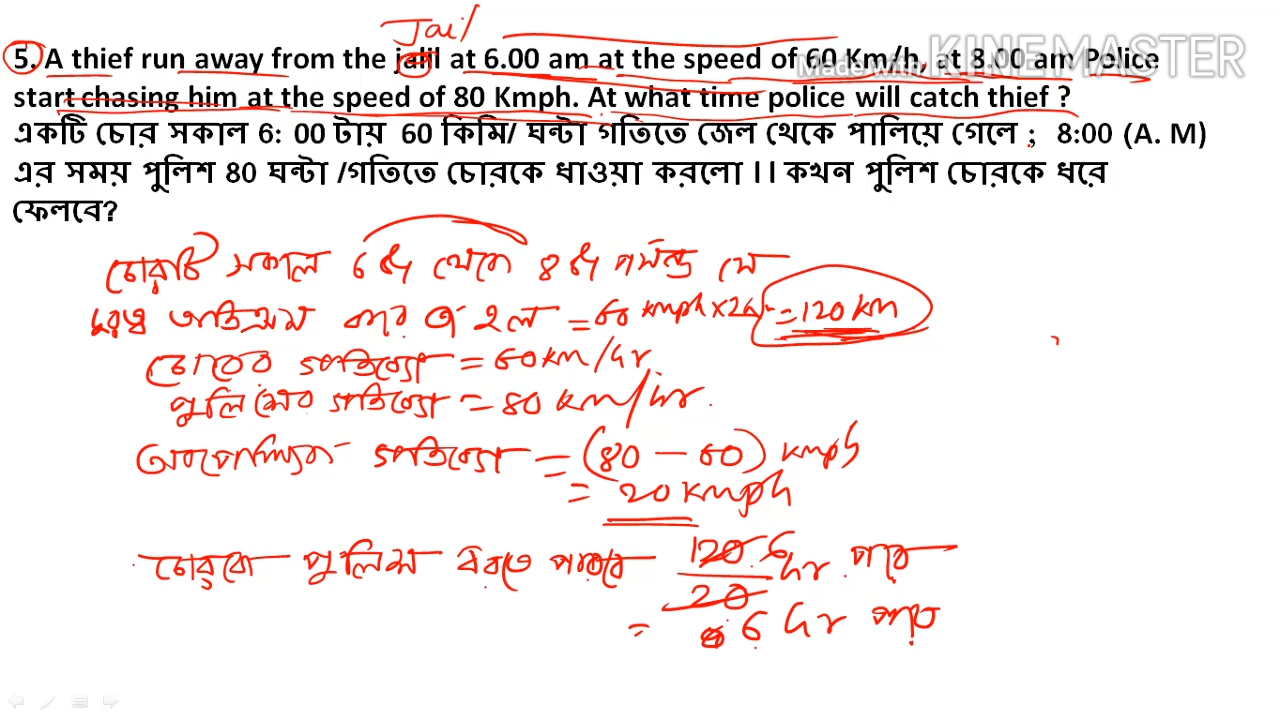 Jail
5. A thief run away from the jalil at 6.00 am at the speed of 60 Km/h, at 8.00 am Police
start chasing him at the speed of 80 Kmph. At what time police will catch thief ?
একটি চোর সকাল 6: 00 টায় 60 কিমি/ ঘন্টা গতিতে জেল থেকে পালিয়ে গেলে ; 8:00 (A. M)
এর সময় পুলিশ 80 ঘন্টা /গতিতে চোরকে ধাওয়া করলো ।। কখন পুলিশ চোরকে ধরে
ফেলবে?
Made with KINEMASTER
চোরটি সকাল 6 টা থেকে 8 টা পর্যন্ত যে
দূরত্ব অতিক্রম করে তা হল = 60 kmph x 2 = 120 km
চোরের গতিবেগ = 60 km/hr.
পুলিশের গতিবেগ = 80 km/hr.
আপেক্ষিক গতিবেগ = (80 - 60) kmph
= 20 kmph
চোরকে পুলিশ ধরতে পারবে 120/20 6 hr পরে
= 6 hr পরে